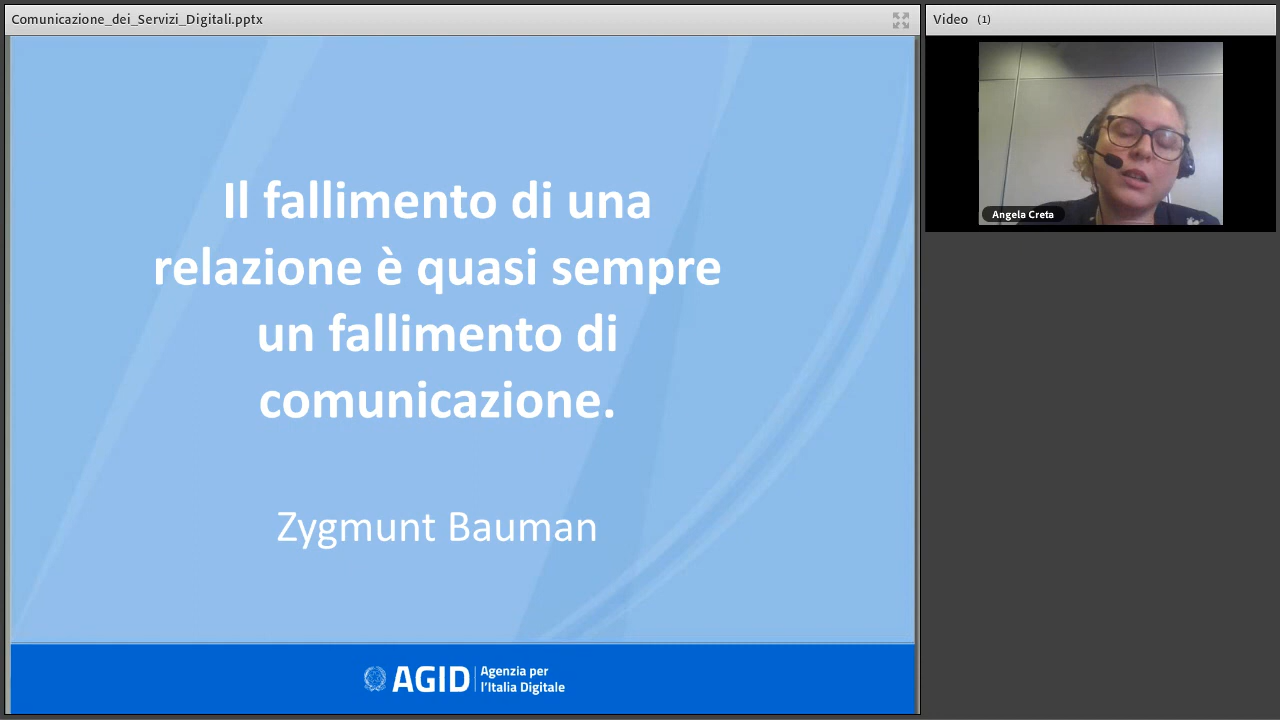 Comunicazione_dei_Servizi_Digitali.pptx
Video (1)
Angela Creta
Il fallimento di una
relazione è quasi sempre
un fallimento di
comunicazione.
Zygmunt Bauman
AGID
Agenzia per
l'Italia Digitale